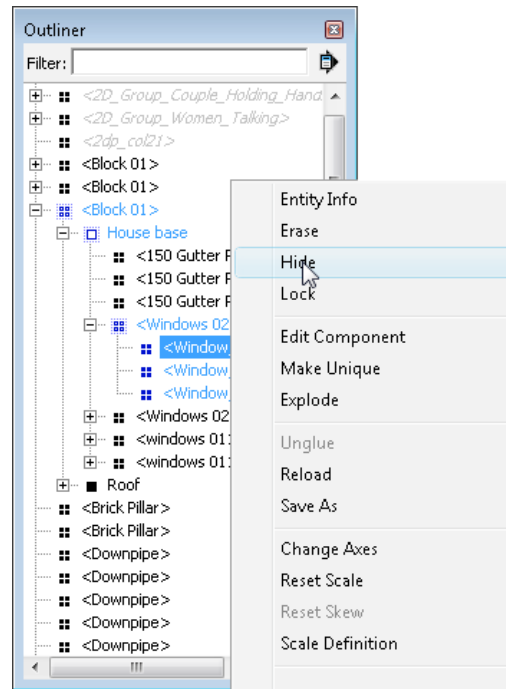 Outliner
Filter:
<2D_Group_Couple_Holding_Hand
<2D_Group_Women_Talking>
<2dp_col21>
<Block 01>
<Block 01>
<Block 01>
House base
<150 Gutter
<150 Gutter
<150 Gutter
<Windows 02
<Window_
<Window_
<Window_
<Windows 02
<windows 01
<windows 01
Roof
<Brick Pillar>
<Brick Pillar>
<Downpipe>
<Downpipe>
<Downpipe>
<Downpipe>
<Downpipe>
Entity Info
Erase
Hide
Lock
Edit Component
Make Unique
Explode
Unglue
Reload
Save As
Change Axes
Reset Scale
Reset Skew
Scale Definition